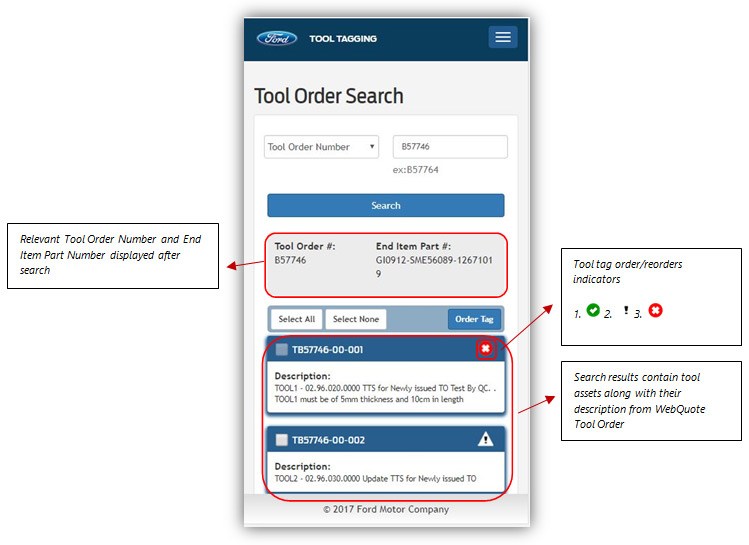 Ford TOOL TAGGING
Tool Order Search
Tool Order Number B57746
ex:B57764
Search
Relevant Tool Order Number and End
Item Part Number displayed after
search
Tool Order #: End Item Part #:
B57746 GI0912-SME56089-1267101
9
Tool tag order/reorders
indicators
1. 2. ! 3.
Select All Select None Order Tag
TB57746-00-001
Description:
TOOL1 - 02.96.020.0000 TTS for Newly issued TO Test By QC. .
TOOL1 must be of 5mm thickness and 10cm in length
Search results contain tool
assets along with their
description from WebQuote
Tool Order
TB57746-00-002
Description:
TOOL2 - 02.96.030.0000 Update TTS for Newly issued TO
© 2017 Ford Motor Company